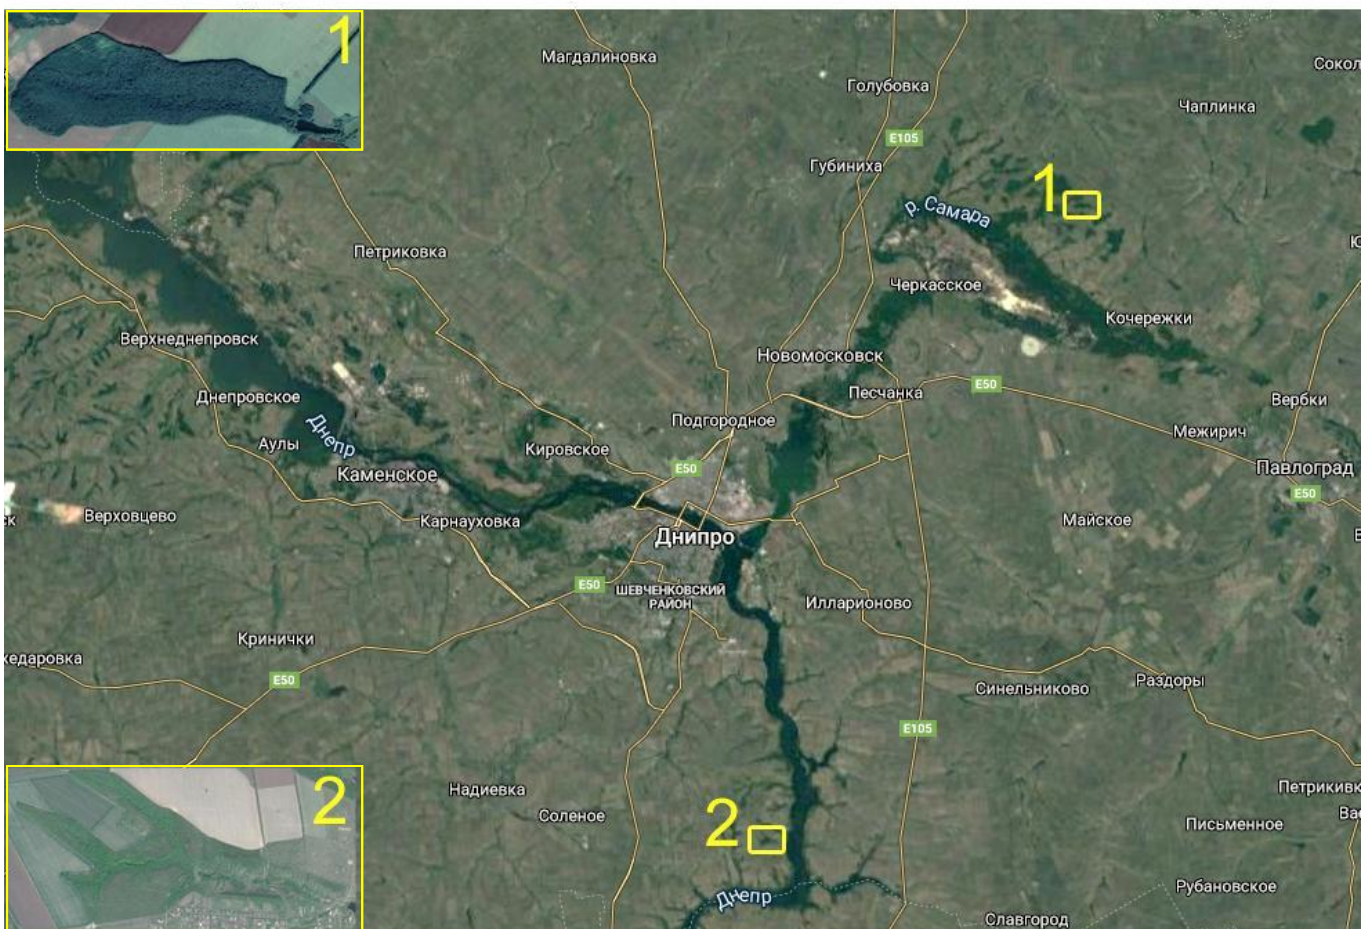 1
Магдалиновка
Сокол
Голубовка
Чаплинка
E105
Губиниха
1
р. Самара
Ю
Петриковка
Черкасское
Кочережки
Верхнеднепровск
Новомосковск
E50
Песчанка
Днепровское
Вербки
Подгородное
Днепр
Аулы
Межирич
Кировское
E50
Каменское
Павлоград
E50
ск
Верховцево
Карнауховка
Майское
Днипро
E50
ШЕВЧЕНКОВСКИЙ
РАЙОН
Илларионово
Кринички
кедаровка
E50
Синельниково
Раздоры
E105
2
Надиевка
Соленое
2
Петрикивк
Вас
Письменное
Днепр
Рубановское
Славгород